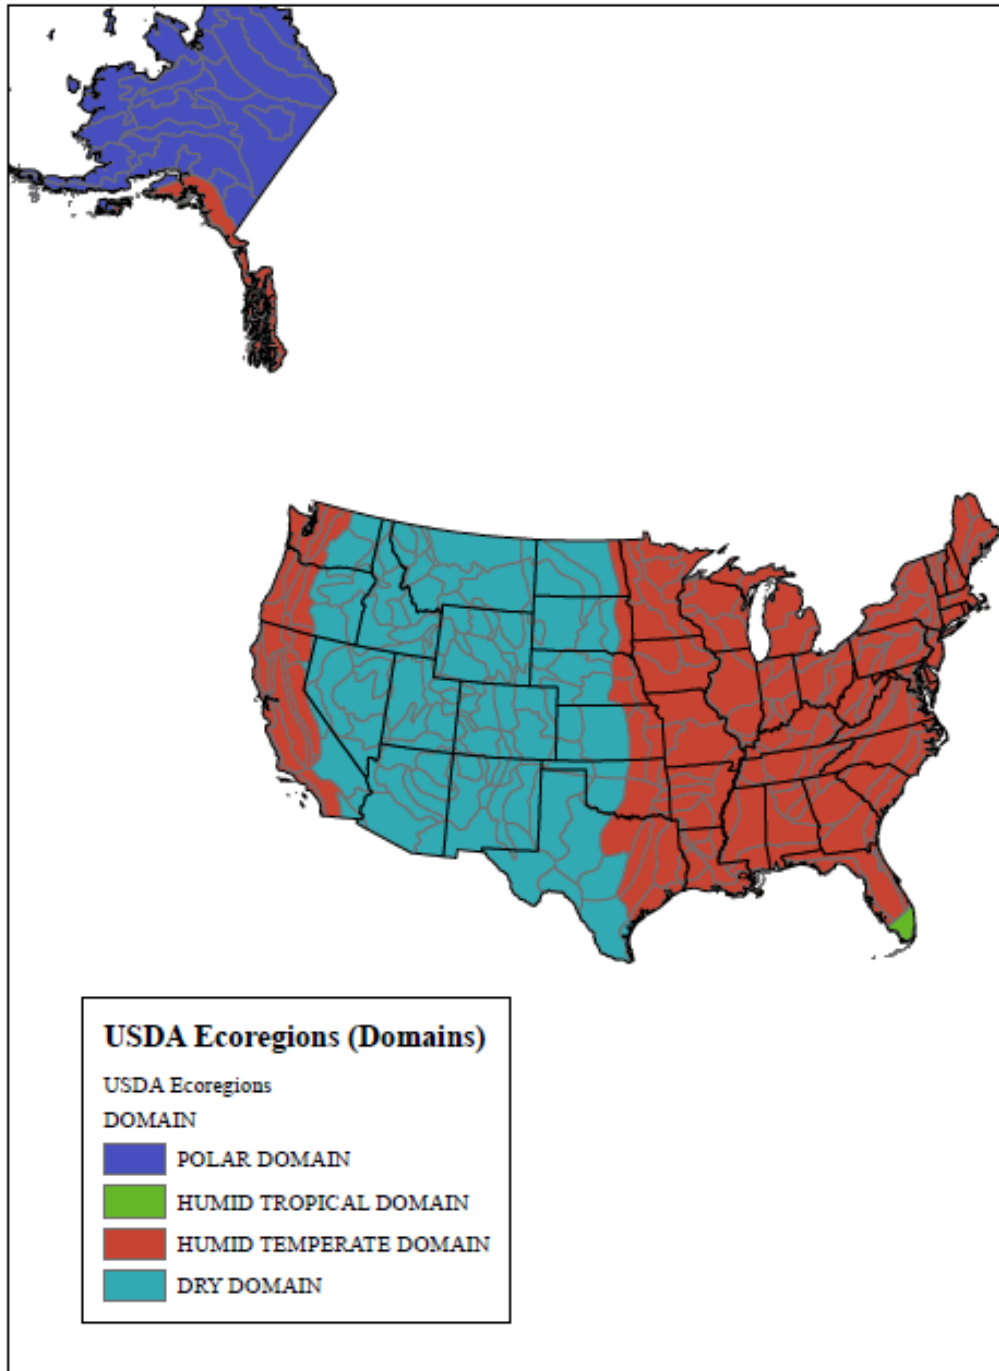 USDA Ecoregions (Domains)
USDA Ecoregions
DOMAIN
POLAR DOMAIN
HUMID TROPICAL DOMAIN
HUMID TEMPERATE DOMAIN
DRY DOMAIN